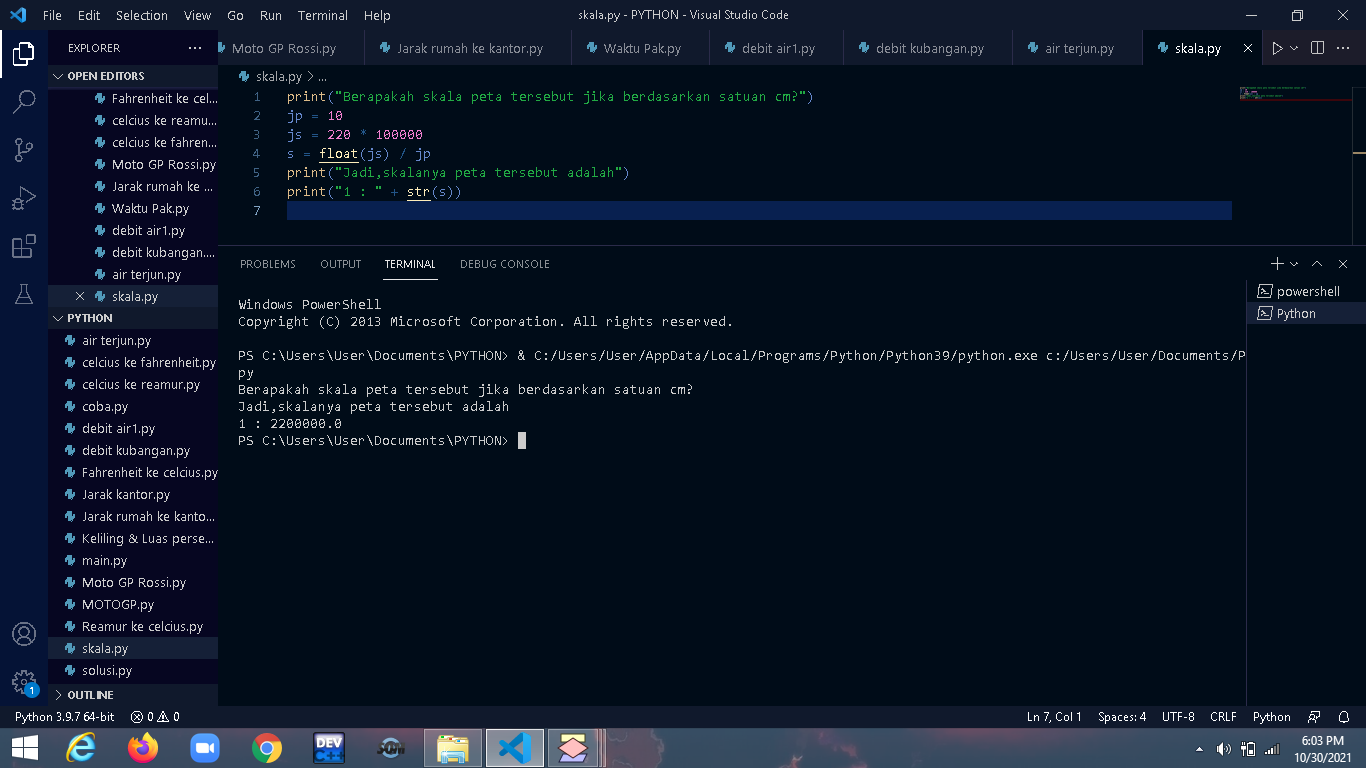 File Edit Selection View Go Run Terminal Help
skala.py - PYTHON - Visual Studio Code
EXPLORER
OPEN EDITORS
Fahrenheit ke cel...
celcius ke reamu...
celcius ke fahren...
Moto GP Rossi.py
Jarak rumah ke ...
Waktu Pak.py
debit air1.py
debit kubangan....
air terjun.py
skala.py
PYTHON
air terjun.py
celcius ke fahrenheit.py
celcius ke reamur.py
coba.py
debit air1.py
debit kubangan.py
Fahrenheit ke celcius.py
Jarak kantor.py
Jarak rumah ke kanto...
Keliling & Luas perse...
main.py
Moto GP Rossi.py
MOTOGP.py
Reamur ke celcius.py
skala.py
solusi.py
OUTLINE
Moto GP Rossi.py Jarak rumah ke kantor.py Waktu Pak.py debit air1.py debit kubangan.py air terjun.py skala.py
skala.py > ...
1 print("Berapakah skala peta tersebut jika berdasarkan satuan cm?")
2 jp = 10
3 js = 220 * 100000
4 s = float(js) / jp
5 print("Jadi,skalanya peta tersebut adalah")
6 print("1 : " + str(s))
7
PROBLEMS OUTPUT TERMINAL DEBUG CONSOLE
powershell
Python
Windows PowerShell
Copyright (C) 2013 Microsoft Corporation. All rights reserved.
PS C:\Users\User\Documents\PYTHON> & C:/Users/User/AppData/Local/Programs/Python/Python39/python.exe c:/Users/User/Documents/P
py
Berapakah skala peta tersebut jika berdasarkan satuan cm?
Jadi,skalanya peta tersebut adalah
1 : 2200000.0
PS C:\Users\User\Documents\PYTHON>
1
Python 3.9.7 64-bit 0 0 Ln 7, Col 1 Spaces: 4 UTF-8 CRLF Python
DEV C++
6:03 PM
10/30/2021